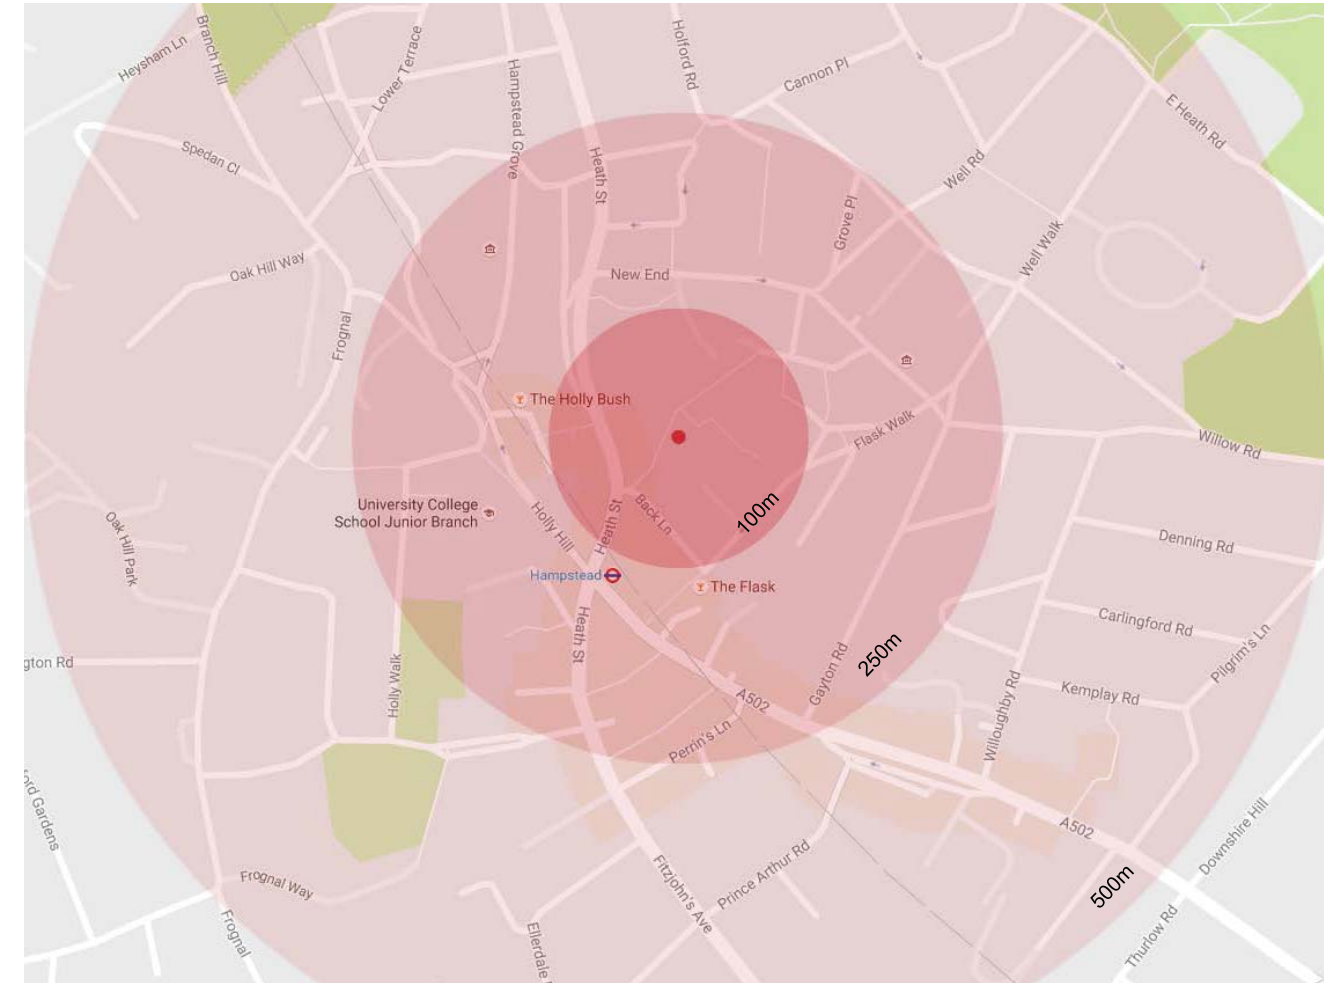 Branch Hill
Heysham Ln
Lower Terrace
Hampstead Grove
Holford Rd
Cannon Pl
E Heath Rd
Spedan Cl
Heath St
Well Rd
Grove Pl
Well Walk
Oak Hill Way
New End
Frognal
The Holly Bush
Flask Walk
Willow Rd
University College
School Junior Branch
Holly Hill
Heath St
Back Ln
100m
Oak Hill Park
Denning Rd
Hampstead
The Flask
Heath St
Carlingford Rd
Pilgrim's Ln
250m
gton Rd
Holly Walk
Gayton Rd
Kemplay Rd
A502
Willoughby Rd
Perrin's Ln
ord Gardens
A502
Downshire Hill
Frognal Way
Fitzjohn's Ave
Prince Arthur Rd
500m
Frognal
Ellerdale
Thurlow Rd